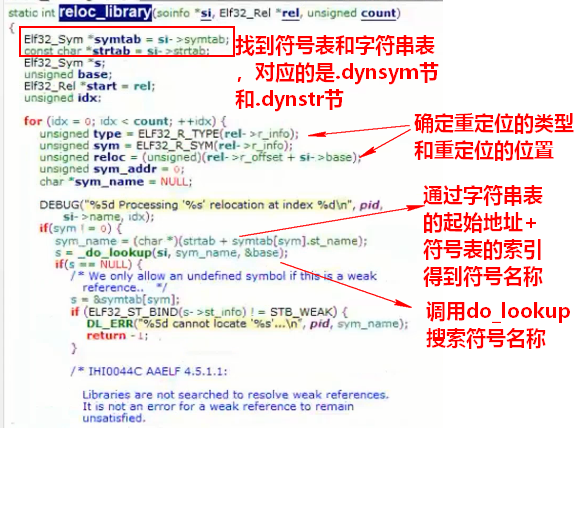 static int reloc_library(soinfo *si, Elf32_Rel *rel, unsigned count)
{
Elf32_Sym *symtab = si->symtab;
const char *strtab = si->strtab;
Elf32_Sym *s;
unsigned base;
Elf32_Rel *start = rel;
unsigned idx;
找到符号表和字符串表
，对应的是.dynsym节
和.dynstr节
for (idx = 0; idx < count; ++idx) {
unsigned type = ELF32_R_TYPE(rel->r_info);
unsigned sym = ELF32_R_SYM(rel->r_info);
unsigned reloc = (unsigned)(rel->r_offset + si->base);
unsigned sym_addr = 0;
char *sym_name = NULL;
确定重定位的类型
和重定位的位置
DEBUG("%5d Processing '%s' relocation at index %d\n", pid,
si->name, idx);
if(sym != 0) {
sym_name = (char *)(strtab + symtab[sym].st_name);
s = _do_lookup(si, sym_name, &base);
if(s == NULL) {
通过字符串表
的起始地址+
符号表的索引
得到符号名称
/* We only allow an undefined symbol if this is a weak
reference.. */
s = &symtab[sym];
if (ELF32_ST_BIND(s->st_info) != STB_WEAK) {
DL_ERR("%5d cannot locate '%s'...\n", pid, sym_name);
return -1;
}
调用do_lookup
搜索符号名称
/* IHI0044C AAELF 4.5.1.1:
Libraries are not searched to resolve weak references.
It is not an error for a weak reference to remain
unsatisfied.